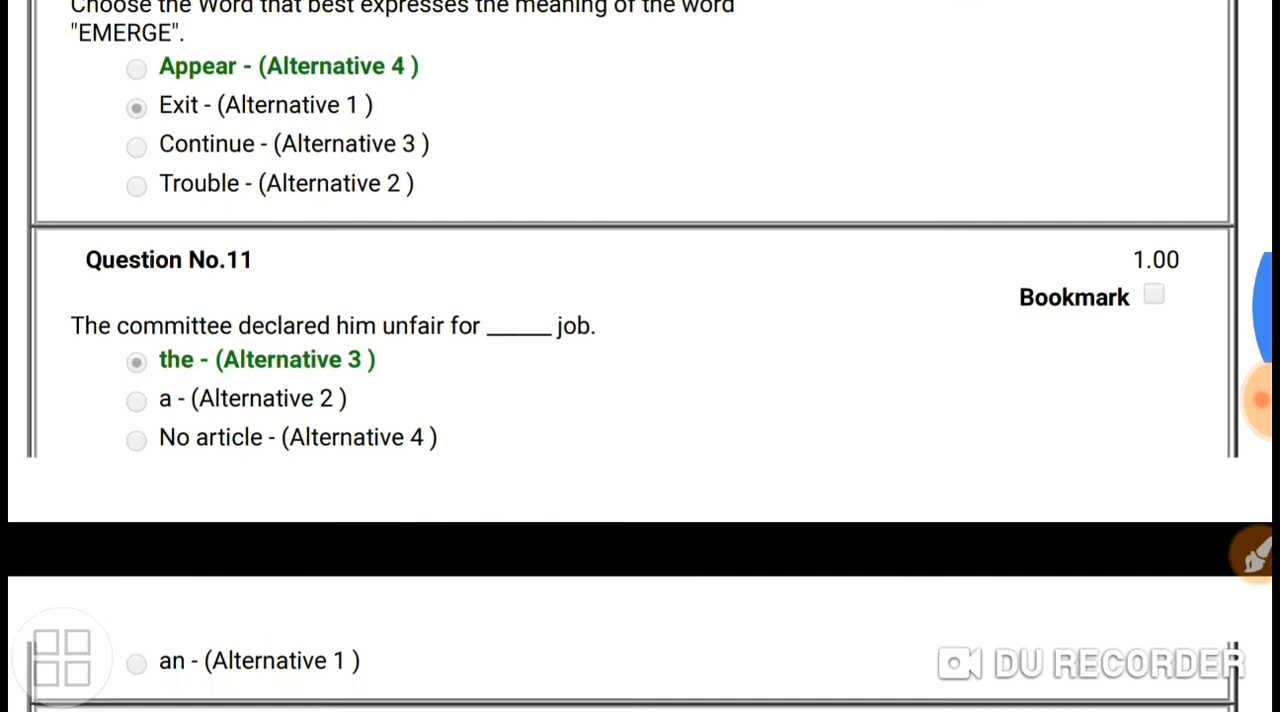 Choose the Word that best expresses the meaning of the word
"EMERGE".
Appear - (Alternative 4 )
Exit - (Alternative 1 )
Continue - (Alternative 3 )
Trouble - (Alternative 2 )
Question No.11
1.00
Bookmark
The committee declared him unfair for ______ job.
the - (Alternative 3 )
a - (Alternative 2 )
No article - (Alternative 4 )
an - (Alternative 1 )
DU RECORDER